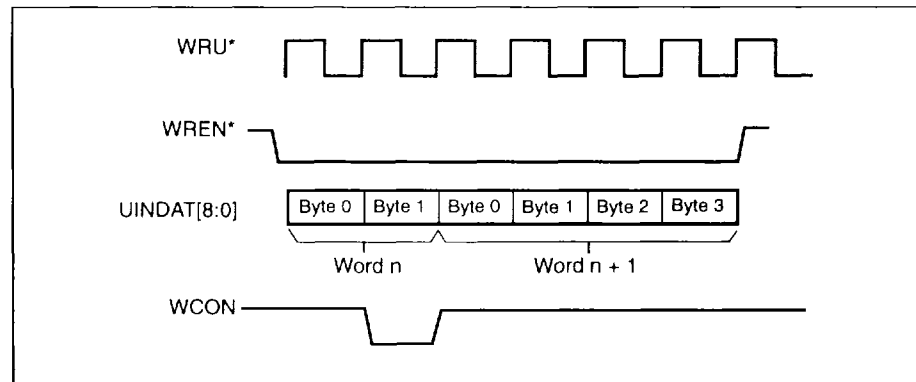 WRU*
WREN*
UINDAT[8:0] Byte 0 Byte 1 Byte 0 Byte 1 Byte 2 Byte 3
Word n Word n + 1
WCON